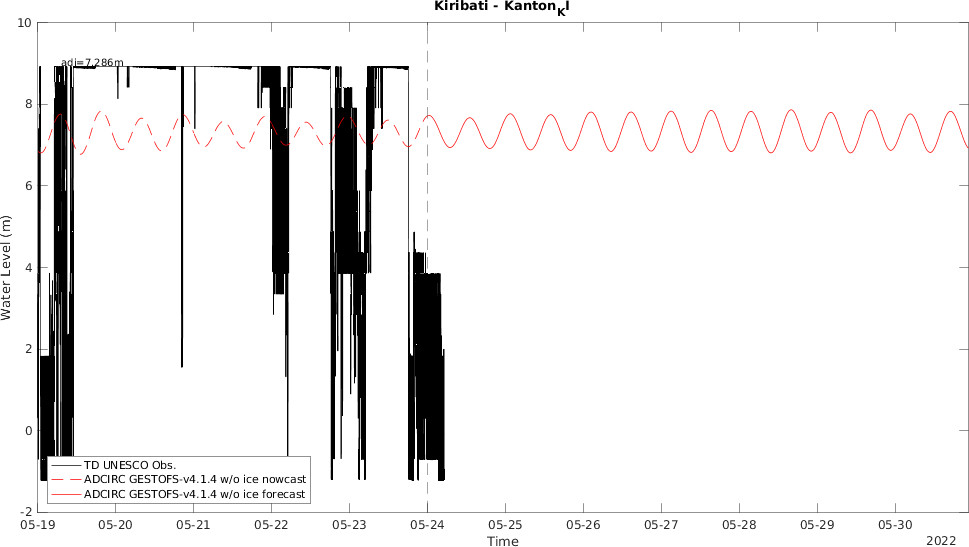 Kiribati - Kanton_KI
adj=7.286m
10
8
6
4
2
0
-2
Water Level (m)
TD UNESCO Obs.
ADCIRC GESTOFS-v4.1.4 w/o ice nowcast
ADCIRC GESTOFS-v4.1.4 w/o ice forecast
05-19 05-20 05-21 05-22 05-23 05-24 05-25 05-26 05-27 05-28 05-29 05-30
Time
2022